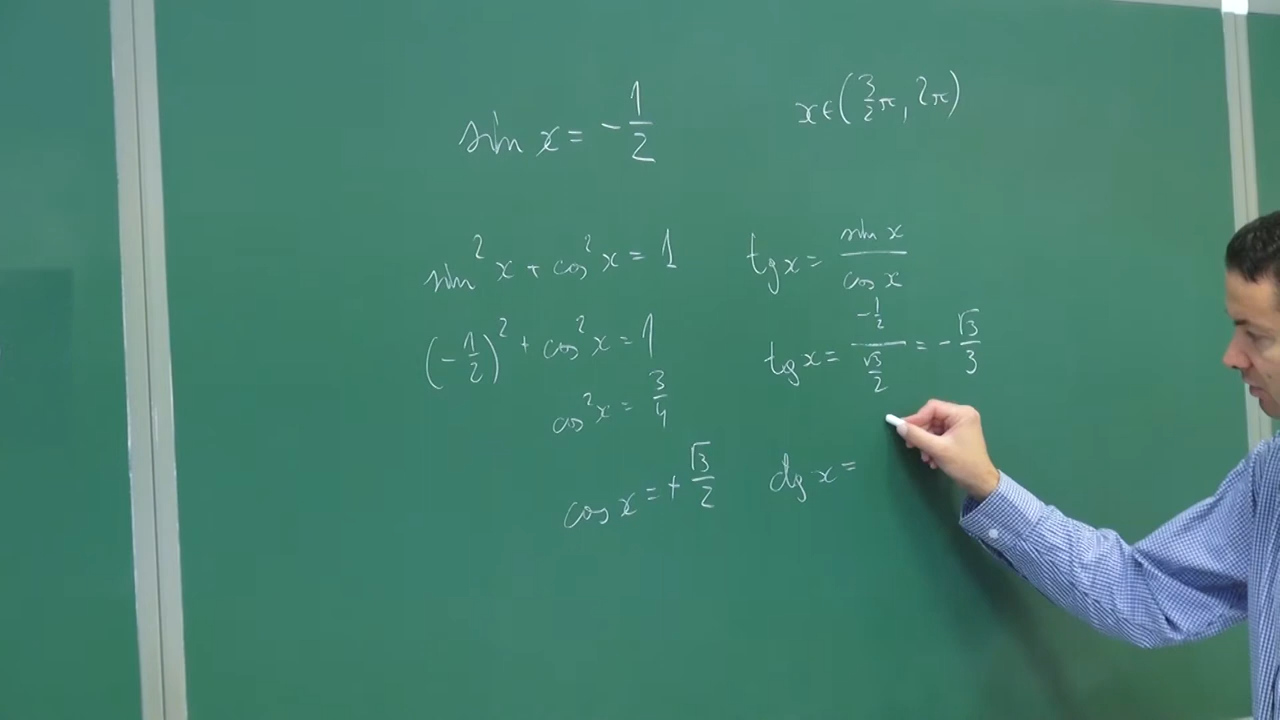 sin x = -1/2
x∈(3/2π, 2π)
sin²x + cos²x = 1
(-1/2)² + cos²x = 1
cos²x = 3/4
cos x = + √3/2
tg x = sin x/cos x
tg x = (-1/2)/(√3/2) = -√3/3
ctg x =